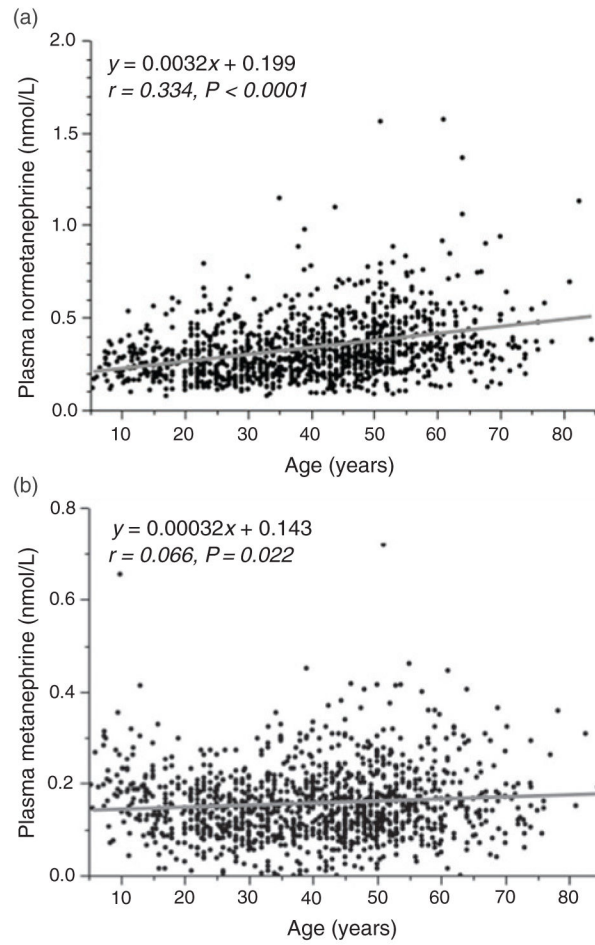 (a)
2.0
1.5
1.0
0.5
0.0
Plasma normetanephrine (nmol/L)
y = 0.0032x + 0.199
r = 0.334, P < 0.0001
10 20 30 40 50 60 70 80
Age (years)
(b)
0.8
0.6
0.4
0.2
0.0
Plasma metanephrine (nmol/L)
y = 0.00032x + 0.143
r = 0.066, P = 0.022
10 20 30 40 50 60 70 80
Age (years)